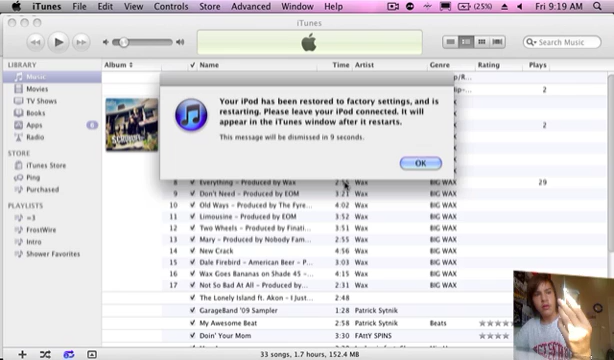 iTunes File Edit View Controls Store Advanced Window Help (25%) Fri 9:19 AM
iTunes
Search Music
LIBRARY
Music
Movies
TV Shows
Books
Apps
Radio
STORE
iTunes Store
Ping
Purchased
PLAYLISTS
=3
FrostWire
Intro
Shower Favorites
Album Name Time Artist Genre Rating Plays
2
2
Your iPod has been restored to factory settings, and is
restarting. Please leave your iPod connected. It will
appear in the iTunes window after it restarts.
This message will be dismissed in 9 seconds.
OK
8 Everything – Produced by Wax Wax BIG WAX 29
9 Don't Need – Produced by EOM 3:21 Wax BIG WAX
10 Old Ways – Produced by The Fyre... 4:02 Wax BIG WAX
11 Limousine – Produced by EOM 3:52 Wax BIG WAX
12 Two Wheels – Produced by Finati... 3:51 Wax BIG WAX
13 Mary – Produced by Nobody Fam... 2:55 Wax BIG WAX
14 New Crack 2:56 Wax BIG WAX
15 Dale Firebird – American Beer – P... 3:03 Wax BIG WAX
16 Wax Goes Bananas on Shade 45 – ... 4:15 Wax BIG WAX
17 Not So Bad At All – Produced by... 2:31 Wax BIG WAX
The Lonely Island ft. Akon – I Just... 2:48
GarageBand '09 Sampler 1:28 Patrick Sytnik
My Awesome Beat 2:58 Patrick Sytnik Beats
Doin' Your Mom 3:30 FAttY SPINS
33 songs, 1.7 hours, 152.4 MB